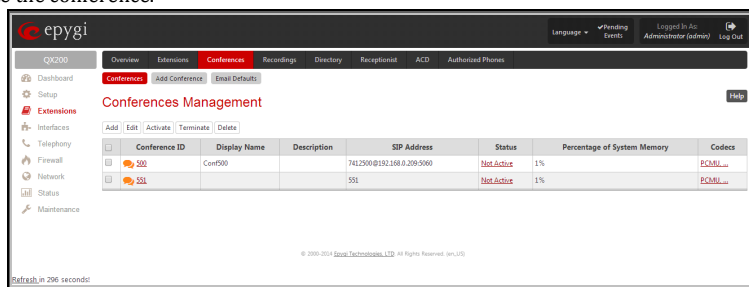 e the conference.
epygi
Language
Pending Events
Logged In As: Administrator (admin)
Log Out
QX200
Overview Extensions Conferences Recordings Directory Receptionist ACD Authorized Phones
Dashboard
Setup
Extensions
Interfaces
Telephony
Firewall
Network
Status
Maintenance
Conferences Add Conference Email Defaults
Conferences Management
Help
Add Edit Activate Terminate Delete
Conference ID Display Name Description SIP Address Status Percentage of System Memory Codecs
500 Conf500 7412500@192.168.0.209:5060 Not Active 1% PCMU, ...
551 551 Not Active 1% PCMU, ...
© 2000-2014 Epygi Technologies, LTD. All Rights Reserved. (en_US)
Refresh in 296 seconds!